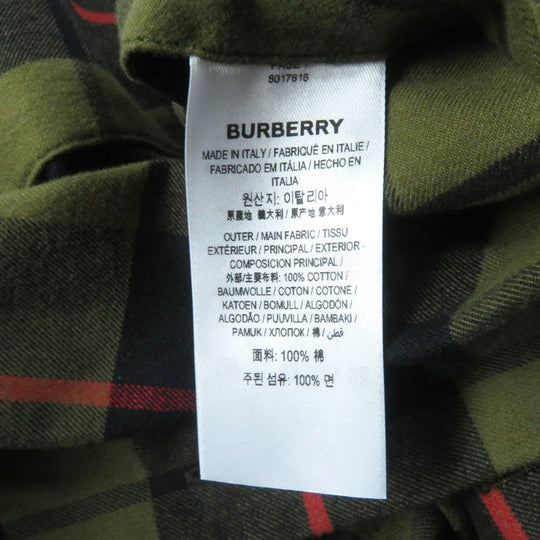 8017816
BURBERRY
MADE IN ITALY / FABRIQUÉ EN ITALIE /
FABRICADO EM ITÁLIA / HECHO EN
ITALIA
원산지: 이탈리아
原產地 義大利 / 原产地 意大利
OUTER / MAIN FABRIC / TISSU
EXTÉRIEUR / PRINCIPAL / EXTERIOR -
COMPOSICION PRINCIPAL /
外部/主要布料: 100% COTTON /
BAUMWOLLE / COTON / COTONE /
KATOEN / BOMULL / ALGODÓN /
ALGODÃO / PUUVILLA / BAMBAKI /
PAMUK / ХЛОПОК / 棉 / قطن /
面料: 100% 棉
주된 섬유: 100% 면